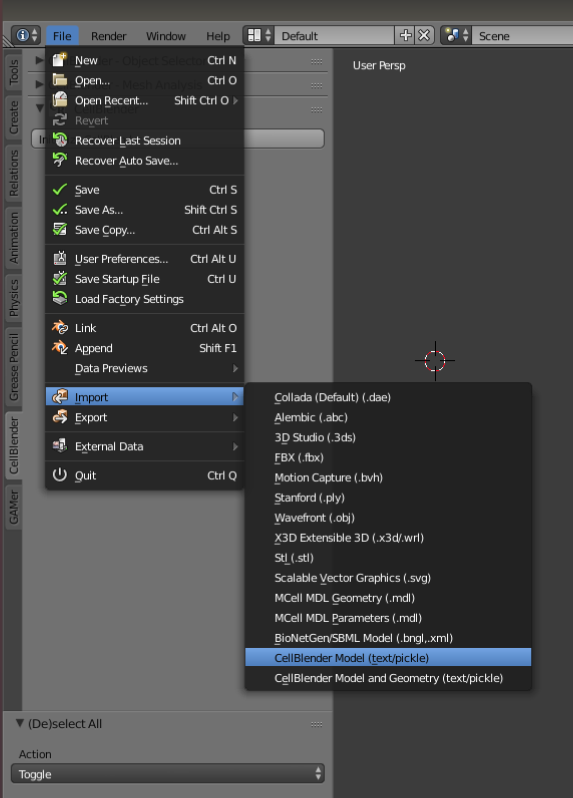 File Render Window Help Default Scene
User Persp
Tools
Create
Relations
Animation
Physics
Grease Pencil
CellBlender
GAMer
New Ctrl N
Open... Ctrl O
Open Recent... Shift Ctrl O
Revert
Recover Last Session
Recover Auto Save...
Save Ctrl S
Save As... Shift Ctrl S
Save Copy... Ctrl Alt S
User Preferences... Ctrl Alt U
Save Startup File Ctrl U
Load Factory Settings
Link Ctrl Alt O
Append Shift F1
Data Previews
Import
Export
External Data
Quit Ctrl Q
Collada (Default) (.dae)
Alembic (.abc)
3D Studio (.3ds)
FBX (.fbx)
Motion Capture (.bvh)
Stanford (.ply)
Wavefront (.obj)
X3D Extensible 3D (.x3d/.wrl)
Stl (.stl)
Scalable Vector Graphics (.svg)
MCell MDL Geometry (.mdl)
MCell MDL Parameters (.mdl)
BioNetGen/SBML Model (.bngl,.xml)
CellBlender Model (text/pickle)
CellBlender Model and Geometry (text/pickle)
(De)select All
Action
Toggle